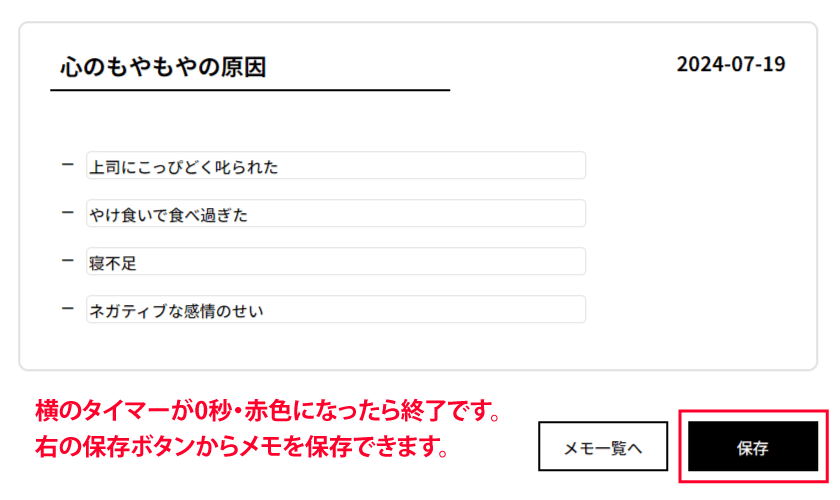 心のもやもやの原因
2024-07-19
– 上司にこっぴどく叱られた
– やけ食いで食べ過ぎた
– 寝不足
– ネガティブな感情のせい
横のタイマーが0秒・赤色になったら終了です。
右の保存ボタンからメモを保存できます。
メモ一覧へ
保存